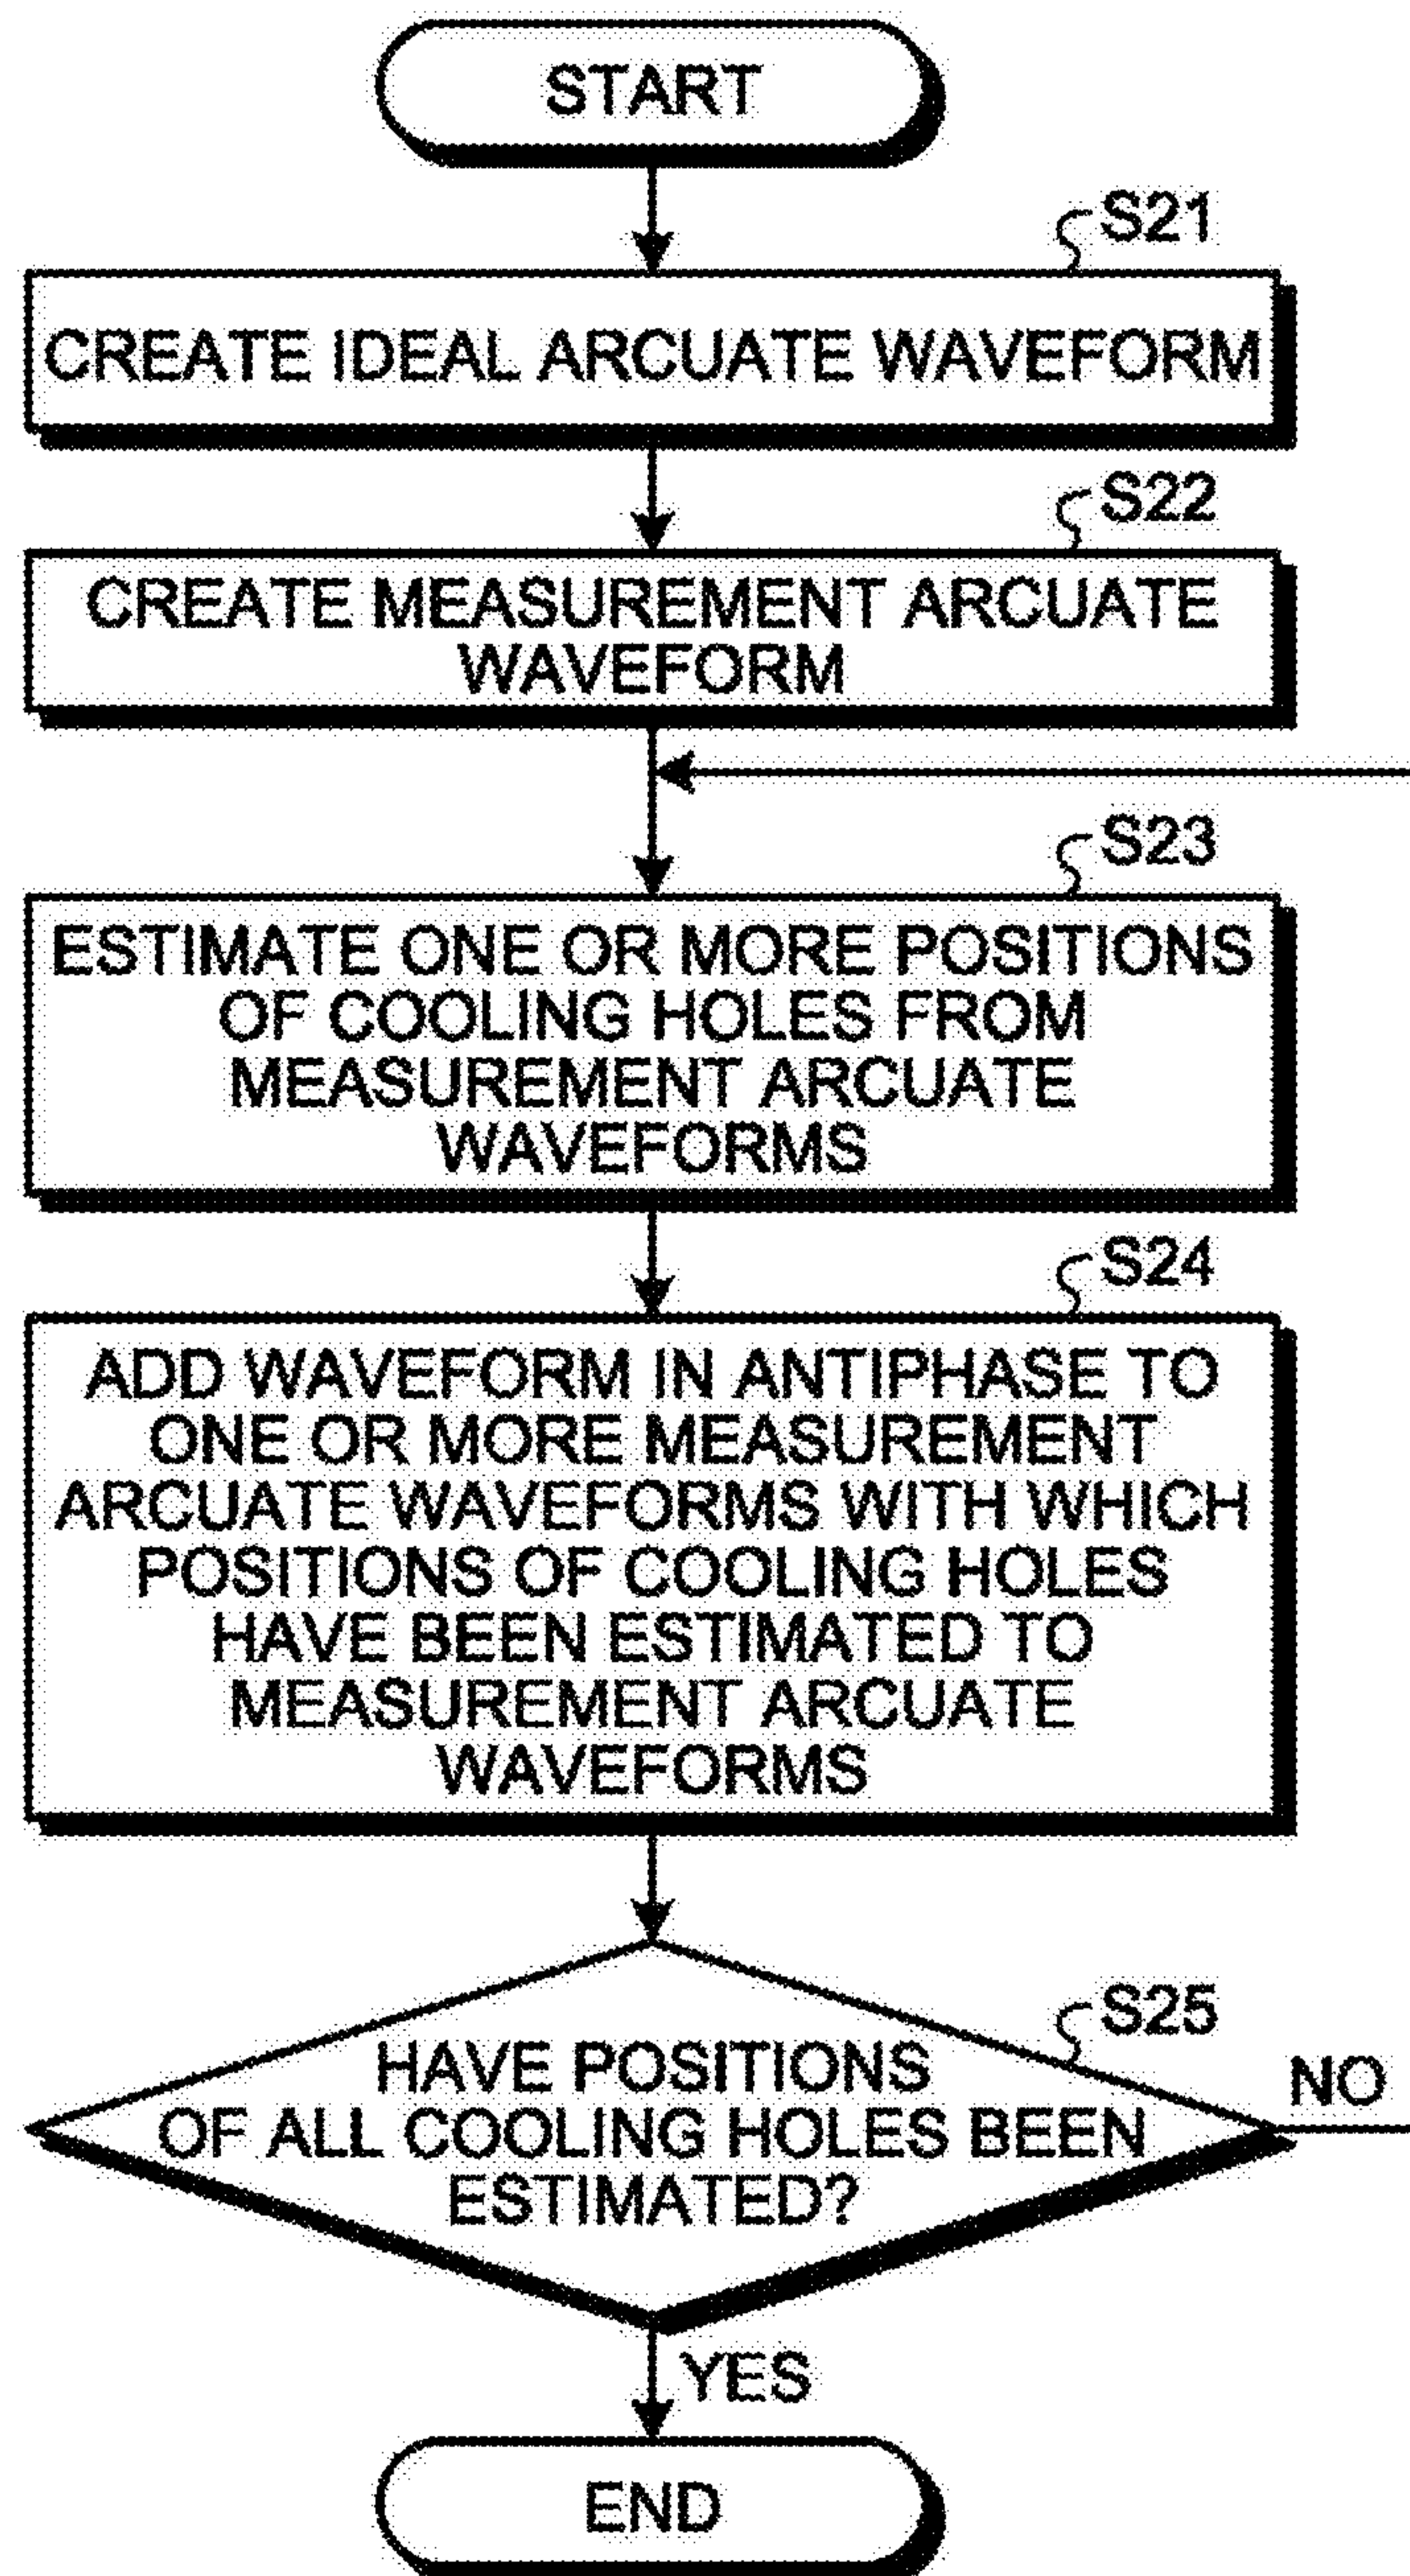 START
S21
CREATE IDEAL ARCUATE WAVEFORM
S22
CREATE MEASUREMENT ARCUATE
WAVEFORM
S23
ESTIMATE ONE OR MORE POSITIONS
OF COOLING HOLES FROM
MEASUREMENT ARCUATE
WAVEFORMS
S24
ADD WAVEFORM IN ANTIPHASE TO
ONE OR MORE MEASUREMENT
ARCUATE WAVEFORMS WITH WHICH
POSITIONS OF COOLING HOLES
HAVE BEEN ESTIMATED TO
MEASUREMENT ARCUATE
WAVEFORMS
S25
HAVE POSITIONS
OF ALL COOLING HOLES BEEN
ESTIMATED?
NO
YES
END